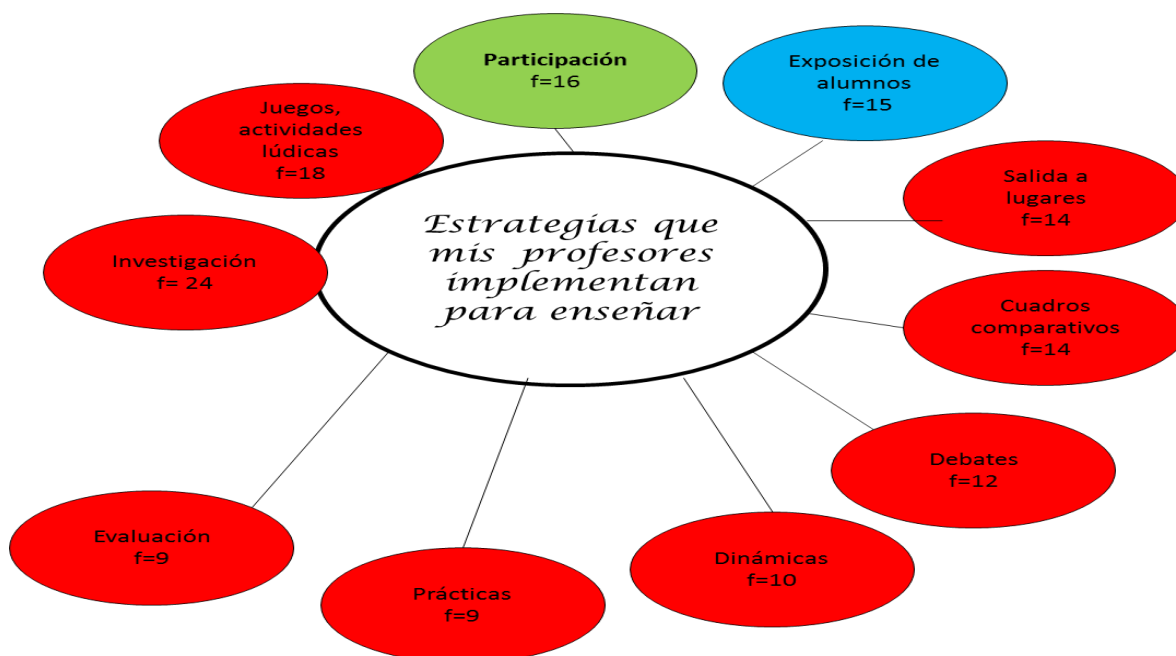 Participación
f=16
Exposición de
alumnos
f=15
Juegos,
actividades
lúdicas
f=18
Salida a
lugares
f=14
Estrategias que
mis profesores
implementan
para enseñar
Investigación
f= 24
Cuadros
comparativos
f=14
Debates
f=12
Evaluación
f=9
Dinámicas
f=10
Prácticas
f=9